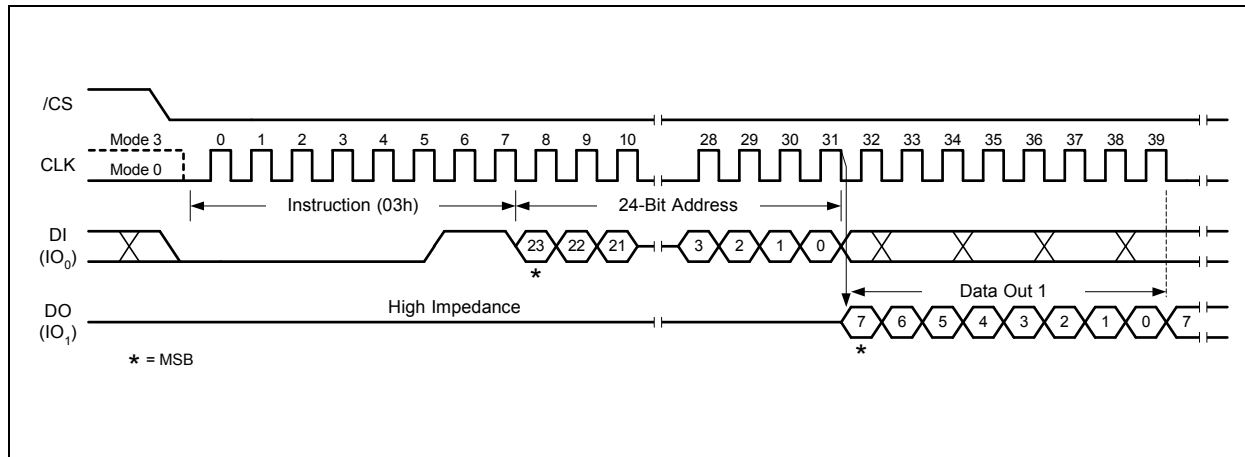 /CS
Mode 3 0 1 2 3 4 5 6 7 8 9 10 28 29 30 31 32 33 34 35 36 37 38 39
CLK Mode 0
Instruction (03h) 24-Bit Address
DI
(IO0) 23 22 21 3 2 1 0
*
Data Out 1
DO High Impedance
(IO1) 7 6 5 4 3 2 1 0 7
*
* = MSB